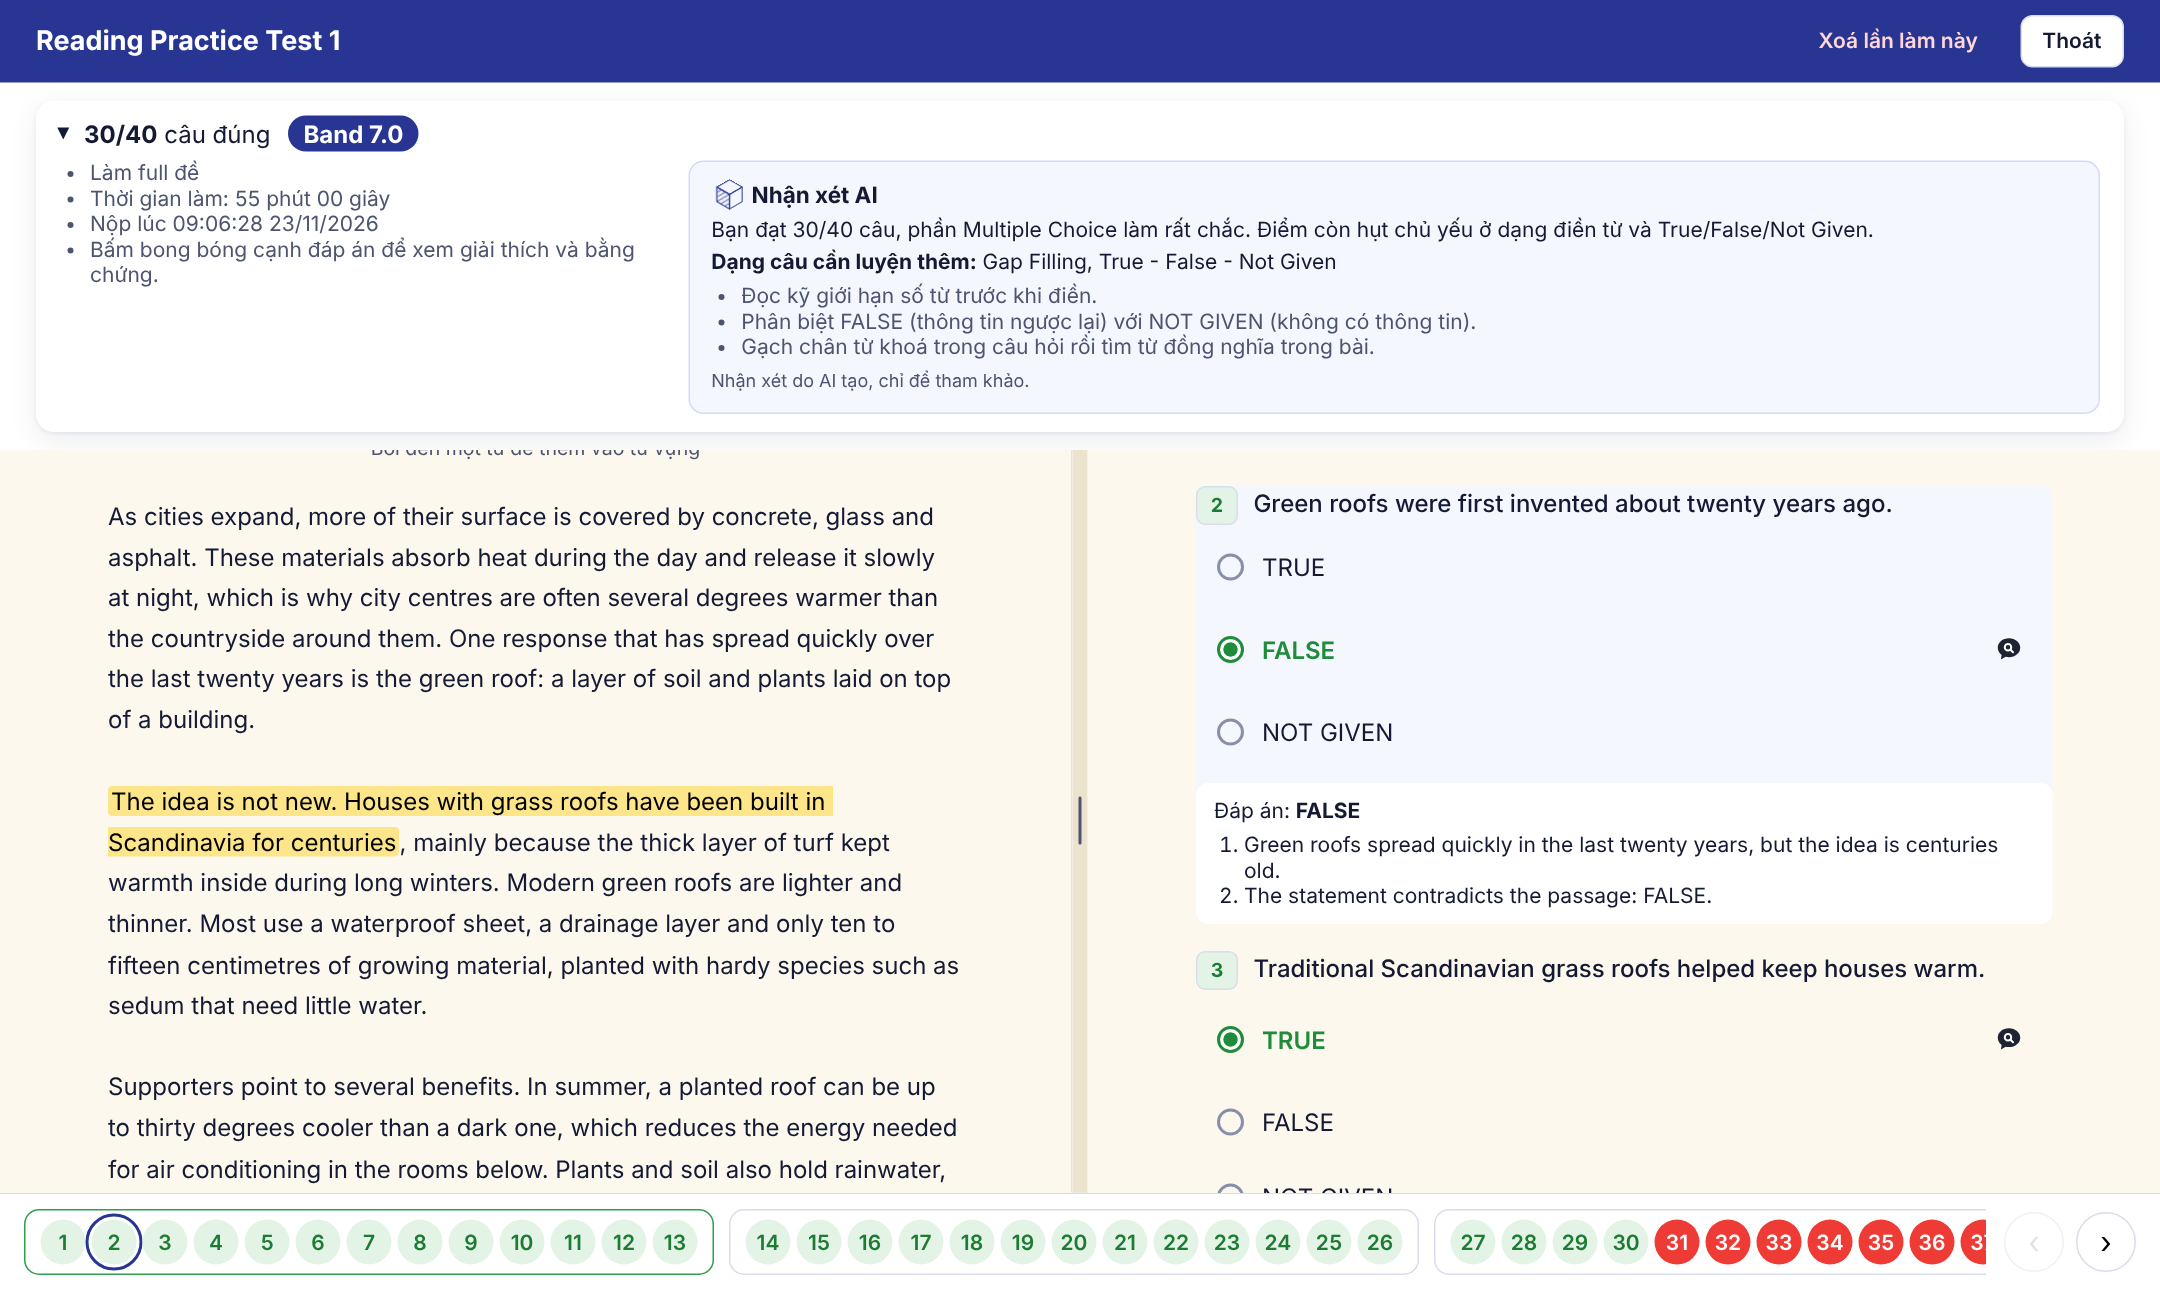 Reading Practice Test 1
Xoá lần làm này
Thoát
▼ 30/40 câu đúng Band 7.0
• Làm full đề
• Thời gian làm: 55 phút 00 giây
• Nộp lúc 09:06:28 23/11/2026
• Bấm bong bóng cạnh đáp án để xem giải thích và bằng
chứng.
Nhận xét AI
Bạn đạt 30/40 câu, phần Multiple Choice làm rất chắc. Điểm còn hụt chủ yếu ở dạng điền từ và True/False/Not Given.
Dạng câu cần luyện thêm: Gap Filling, True - False - Not Given
• Đọc kỹ giới hạn số từ trước khi điền.
• Phân biệt FALSE (thông tin ngược lại) với NOT GIVEN (không có thông tin).
• Gạch chân từ khoá trong câu hỏi rồi tìm từ đồng nghĩa trong bài.
Nhận xét do AI tạo, chỉ để tham khảo.
Bôi đen một từ để thêm vào từ vựng
As cities expand, more of their surface is covered by concrete, glass and
asphalt. These materials absorb heat during the day and release it slowly
at night, which is why city centres are often several degrees warmer than
the countryside around them. One response that has spread quickly over
the last twenty years is the green roof: a layer of soil and plants laid on top
of a building.
The idea is not new. Houses with grass roofs have been built in
Scandinavia for centuries, mainly because the thick layer of turf kept
warmth inside during long winters. Modern green roofs are lighter and
thinner. Most use a waterproof sheet, a drainage layer and only ten to
fifteen centimetres of growing material, planted with hardy species such as
sedum that need little water.
Supporters point to several benefits. In summer, a planted roof can be up
to thirty degrees cooler than a dark one, which reduces the energy needed
for air conditioning in the rooms below. Plants and soil also hold rainwater,
2 Green roofs were first invented about twenty years ago.
TRUE
FALSE
NOT GIVEN
Đáp án: FALSE
1. Green roofs spread quickly in the last twenty years, but the idea is centuries
old.
2. The statement contradicts the passage: FALSE.
3 Traditional Scandinavian grass roofs helped keep houses warm.
TRUE
FALSE
NOT GIVEN
1 2 3 4 5 6 7 8 9 10 11 12 13
14 15 16 17 18 19 20 21 22 23 24 25 26
27 28 29 30 31 32 33 34 35 36
‹ ›